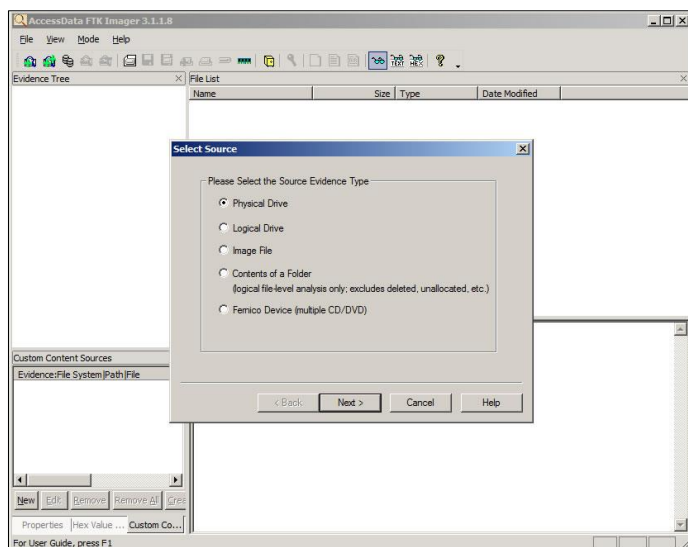 AccessData FTK Imager 3.1.1.8
File View Mode Help
Evidence Tree
File List
Name Size Type Date Modified
Select Source
Please Select the Source Evidence Type
Physical Drive
Logical Drive
Image File
Contents of a Folder
(logical file-level analysis only; excludes deleted, unallocated, etc.)
Fernico Device (multiple CD/DVD)
< Back Next > Cancel Help
Custom Content Sources
Evidence:File System|Path|File
New Edit Remove Remove All Crea
Properties Hex Value ... Custom Co...
For User Guide, press F1